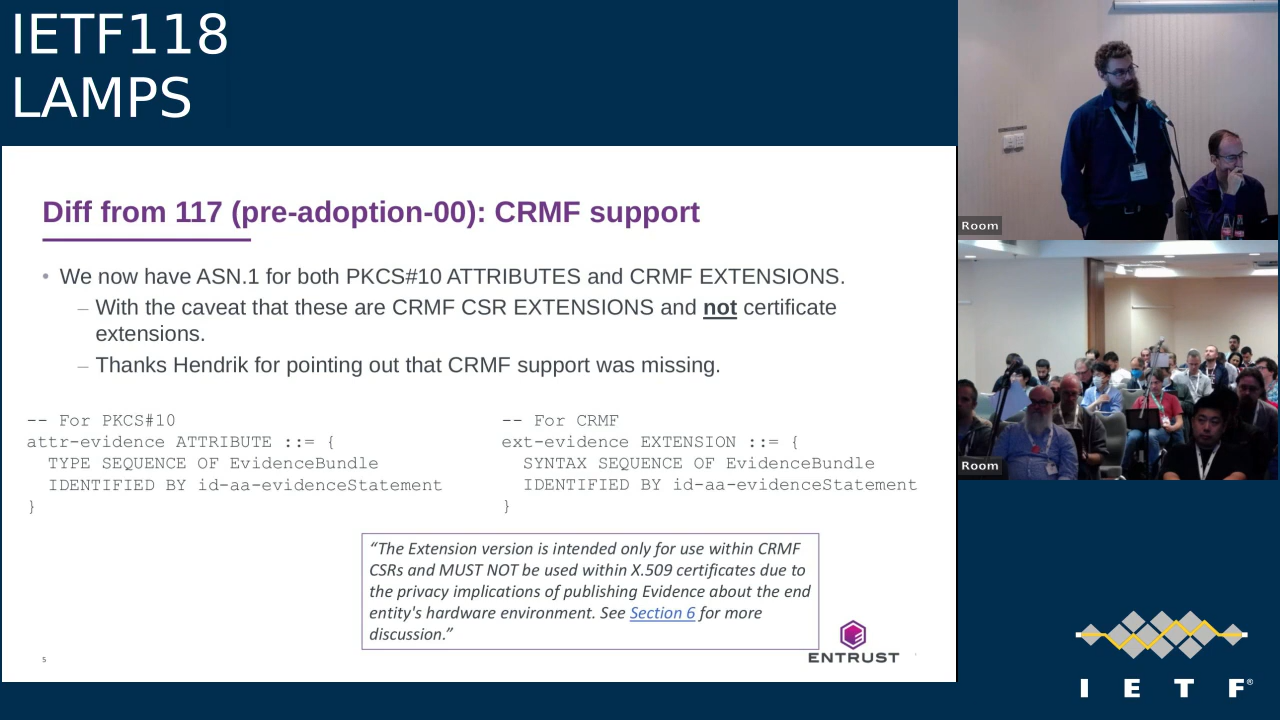 IETF118
LAMPS
Diff from 117 (pre-adoption-00): CRMF support
• We now have ASN.1 for both PKCS#10 ATTRIBUTES and CRMF EXTENSIONS.
– With the caveat that these are CRMF CSR EXTENSIONS and not certificate
extensions.
– Thanks Hendrik for pointing out that CRMF support was missing.
-- For PKCS#10
attr-evidence ATTRIBUTE ::= {
  TYPE SEQUENCE OF EvidenceBundle
  IDENTIFIED BY id-aa-evidenceStatement
}
-- For CRMF
ext-evidence EXTENSION ::= {
  SYNTAX SEQUENCE OF EvidenceBundle
  IDENTIFIED BY id-aa-evidenceStatement
}
“The Extension version is intended only for use within CRMF
CSRs and MUST NOT be used within X.509 certificates due to
the privacy implications of publishing Evidence about the end
entity's hardware environment. See Section 6 for more
discussion.”
5
ENTRUST
Room
Room
I E T F®